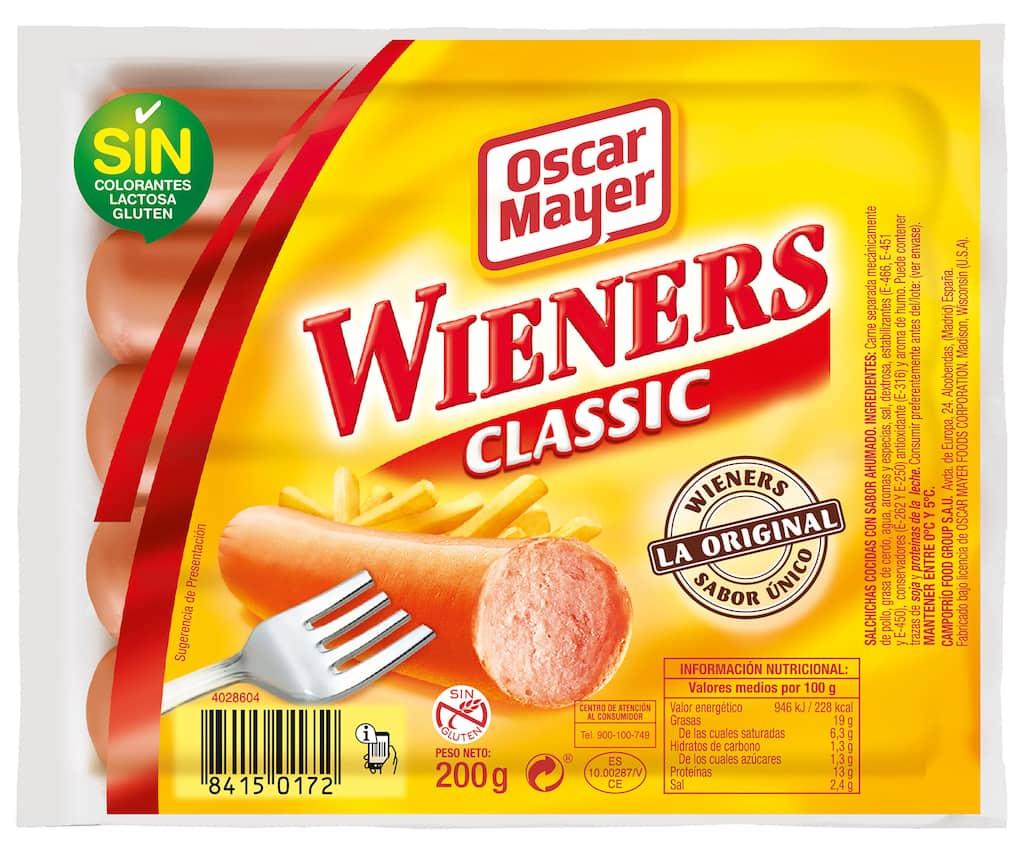 SIN
COLORANTES
LACTOSA
GLUTEN
Oscar
Mayer
WIENERS
CLASSIC
WIENERS
LA ORIGINAL
SABOR ÚNICO
Sugerencia de Presentación
4028604
8415 0172
SIN
GLUTEN
PESO NETO:
200g
®
CENTRO DE ATENCIÓN
AL CONSUMIDOR
Tel. 900-100-749
ES
10.00287/V
CE
INFORMACIÓN NUTRICIONAL:
Valores medios por 100 g
Valor energético 946 kJ / 228 kcal
Grasas 19 g
De las cuales saturadas 6,3 g
Hidratos de carbono 1,3 g
De los cuales azúcares 1,3 g
Proteínas 13 g
Sal 2,4 g
SALCHICHAS COCIDAS CON SABOR AHUMADO. INGREDIENTES: Carne separada mecánicamente
de pollo, grasa de cerdo, agua, aromas y especias, sal, dextrosa, estabilizantes (E-466, E-451
y E-450), conservadores (E-262 Y E-250) antioxidante (E-316) y aroma de humo. Puede contener
trazas de soja y proteínas de la leche. Consumir preferentemente antes del/lote: (ver envase).
MANTENER ENTRE 0ºC Y 5ºC.
CAMPOFRÍO FOOD GROUP S.A.U. Avda. de Europa, 24. Alcobendas, (Madrid) España.
Fabricado bajo licencia de OSCAR MAYER FOODS CORPORATION. Madison, Wisconsin (U.S.A).